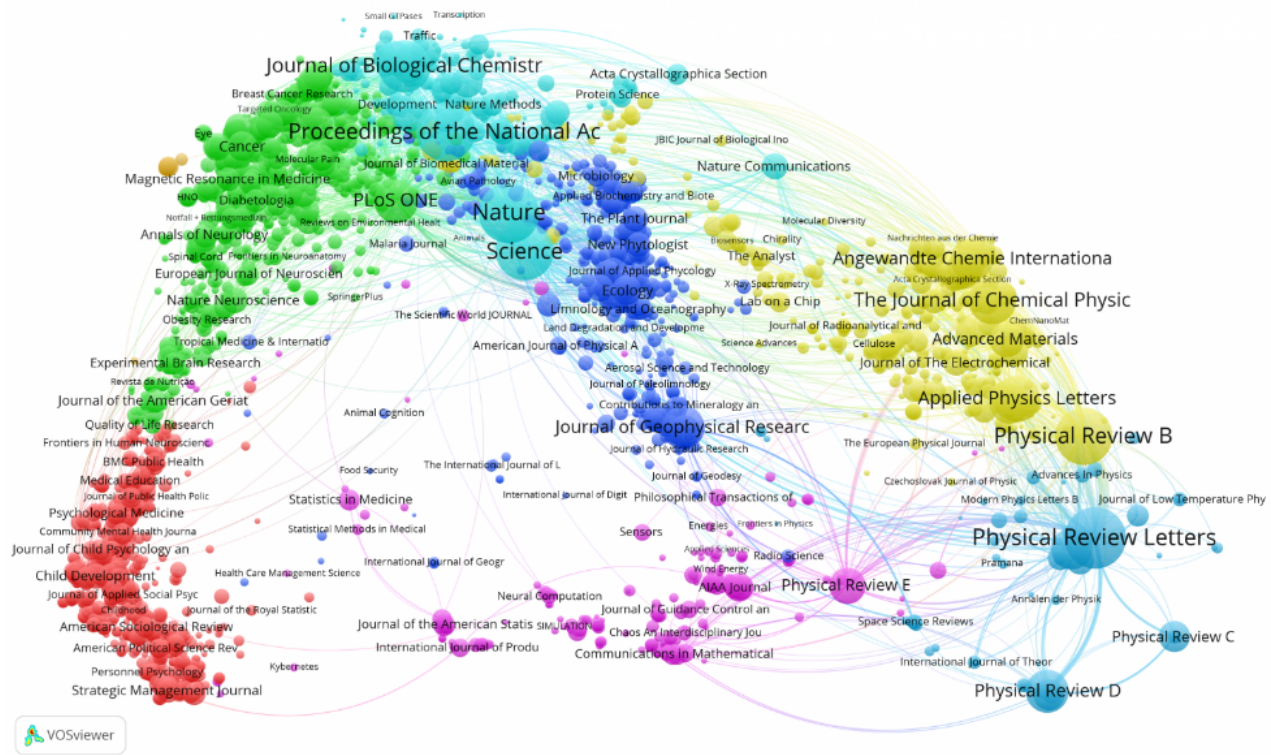 Small GTPases
Transcription
Traffic
Journal of Biological Chemistr
Acta Crystallographica Section
Breast Cancer Research
Protein Science
Targeted Oncology
Development
Nature Methods
Eye
Proceedings of the National Ac
Cancer
JBIC Journal of Biological Ino
Molecular Pain
Journal of Biomedical Material
Nature Communications
Magnetic Resonance in Medicine
Avian Pathology
Microbiology
HNO
Diabetologia
PLoS ONE
Applied Biochemistry and Biote
Notfall + Rettungsmedizin
Reviews on Environmental Healt
Nature
The Plant Journal
Molecular Diversity
Annals of Neurology
Malaria Journal
Animals
New Phytologist
Biosensors
Chirality
Nachrichten aus der Chemie
Spinal Cord
Frontiers in Neuroanatomy
Science
The Analyst
Angewandte Chemie Internationa
European Journal of Neuroscien
Journal of Applied Phycology
Acta Crystallographica Section
X-Ray Spectrometry
Nature Neuroscience
SpringerPlus
Ecology
Lab on a Chip
The Journal of Chemical Physic
Obesity Research
The Scientific World JOURNAL
Limnology and Oceanography
ChemNanoMat
Land Degradation and Developme
Journal of Radioanalytical and
Tropical Medicine & Internatio
American Journal of Physical A
Science Advances
Cellulose
Advanced Materials
Experimental Brain Research
Aerosol Science and Technology
Journal of The Electrochemical
Revista de Nutrição
Journal of Paleolimnology
Journal of the American Geriat
Animal Cognition
Contributions to Mineralogy an
Applied Physics Letters
Quality of Life Research
Journal of Geophysical Researc
Physical Review B
Frontiers in Human Neuroscienc
Journal of Hydraulic Research
The European Physical Journal
BMC Public Health
Food Security
The International Journal of L
Medical Education
Journal of Geodesy
Czechoslovak Journal of Physic
Advances In Physics
Journal of Public Health Polic
Statistics in Medicine
International Journal of Digit
Philosophical Transactions of
Modern Physics Letters B
Journal of Low Temperature Phy
Psychological Medicine
Statistical Methods in Medical
Sensors
Energies
Frontiers in Physics
Community Mental Health Journa
Physical Review Letters
Journal of Child Psychology an
Applied Sciences
Radio Science
International Journal of Geogr
Wind Energy
Pramana
Child Development
Health Care Management Science
AIAA Journal
Physical Review E
Journal of Applied Social Psyc
Neural Computation
Annalen der Physik
Childhood
Journal of the Royal Statistic
Journal of Guidance Control an
American Sociological Review
Journal of the American Statis
SIMULATION
Chaos An Interdisciplinary Jou
Space Science Reviews
Physical Review C
American Political Science Rev
International Journal of Produ
Communications in Mathematical
International Journal of Theor
Personnel Psychology
Kybernetes
Strategic Management Journal
Physical Review D
VOSviewer